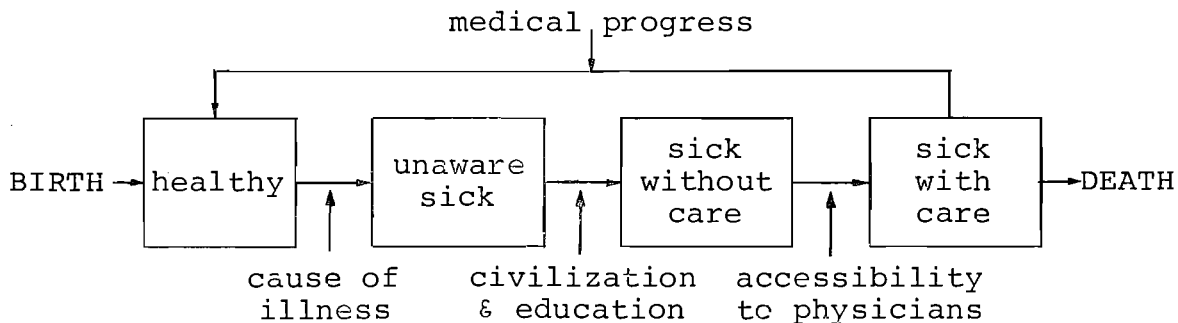 medical progress
BIRTH
healthy
unaware
sick
sick
without
care
sick
with
care
DEATH
cause of
illness
civilization
& education
accessibility
to physicians